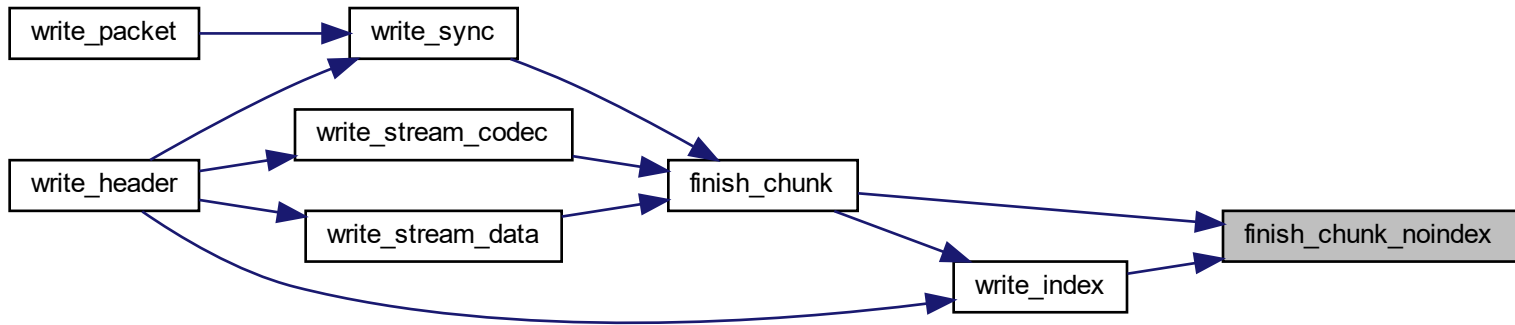 write_packet
write_sync
write_stream_codec
write_header
finish_chunk
write_stream_data
finish_chunk_noindex
write_index